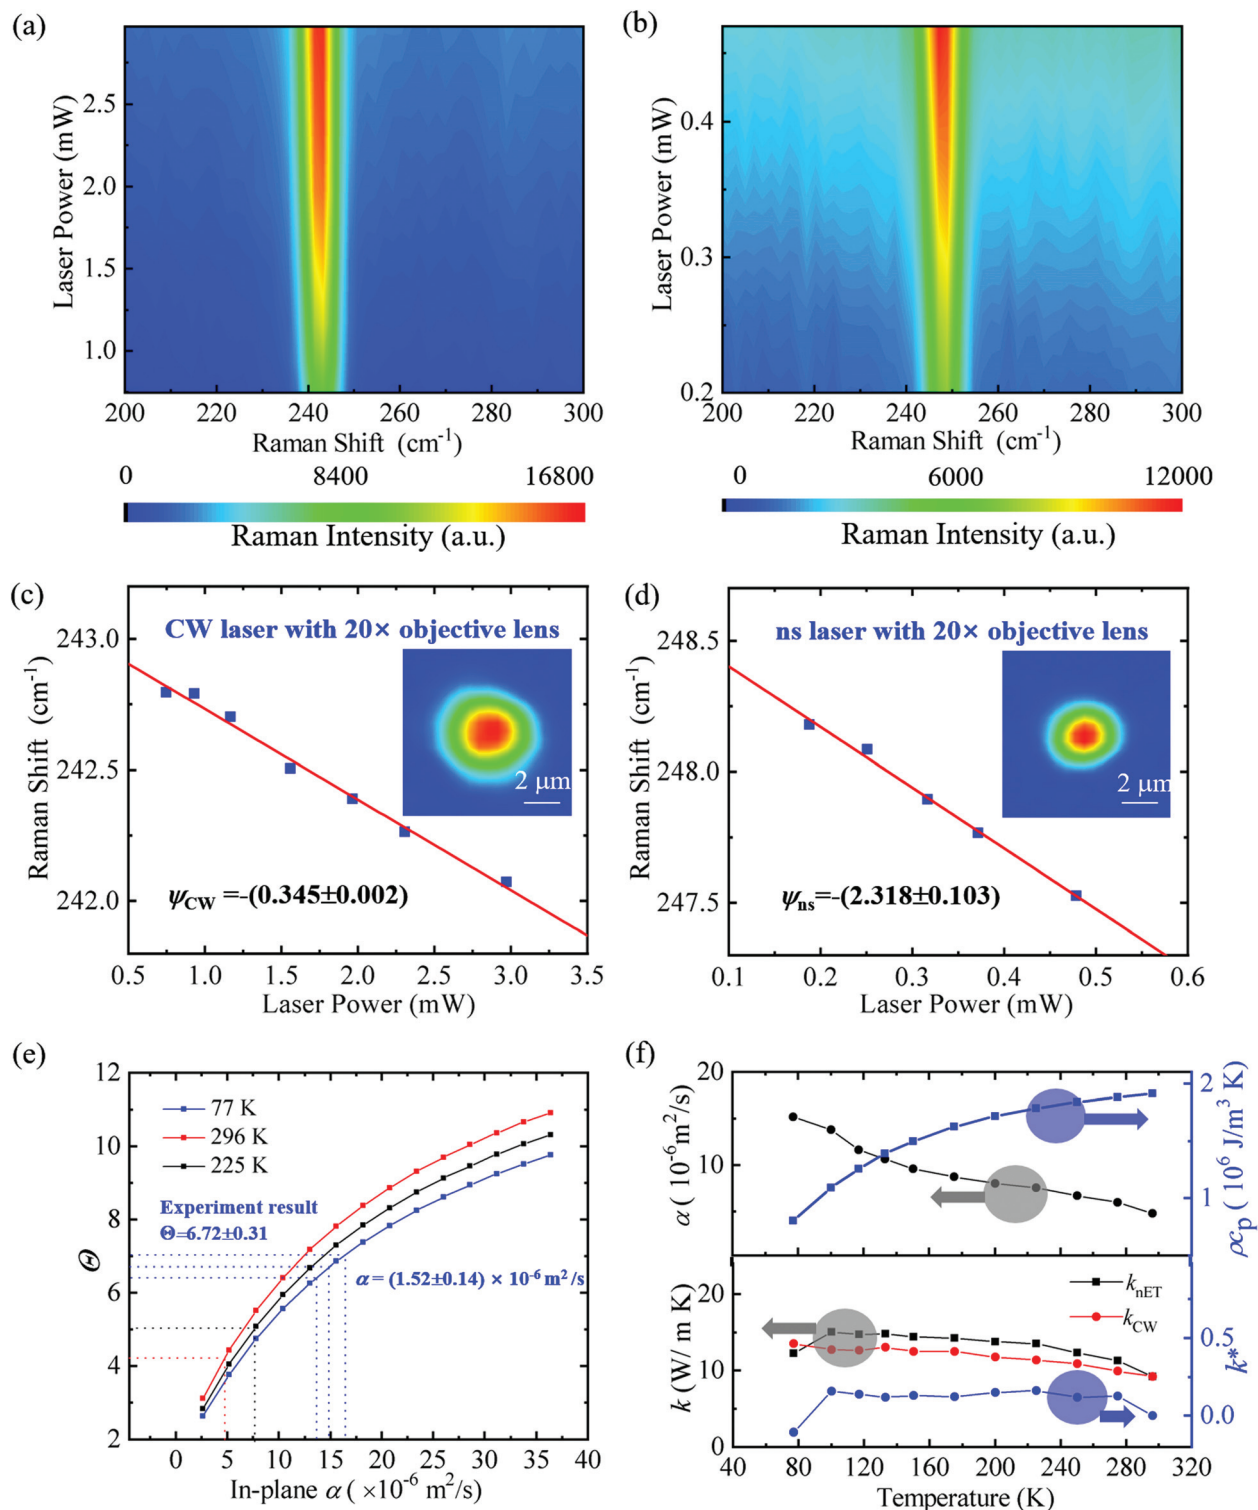 (a)
2.5
2.0
1.5
1.0
Laser Power (mW)
200 220 240 260 280 300
Raman Shift (cm⁻¹)
0 8400 16800
Raman Intensity (a.u.)
(b)
0.4
0.3
0.2
Laser Power (mW)
200 220 240 260 280 300
Raman Shift (cm⁻¹)
0 6000 12000
Raman Intensity (a.u.)
(c)
243.0
242.5
242.0
Raman Shift (cm⁻¹)
CW laser with 20× objective lens
2 μm
ψCW =-(0.345±0.002)
0.5 1.0 1.5 2.0 2.5 3.0 3.5
Laser Power (mW)
(d)
248.5
248.0
247.5
Raman Shift (cm⁻¹)
ns laser with 20× objective lens
2 μm
ψns=-(2.318±0.103)
0.1 0.2 0.3 0.4 0.5 0.6
Laser Power (mW)
(e)
12
10
8
6
4
2
Θ
77 K
296 K
225 K
Experiment result
Θ=6.72±0.31
α = (1.52±0.14) × 10⁻⁶ m²/s
0 5 10 15 20 25 30 35 40
In-plane α ( ×10⁻⁶ m²/s)
(f)
20
10
α ( 10⁻⁶m²/s)
2
1
ρcp ( 10⁶ J/m³ K)
20
10
0
k (W/ m K)
knET
kCW
0.5
0.0
k*
40 80 120 160 200 240 280 320
Temperature (K)